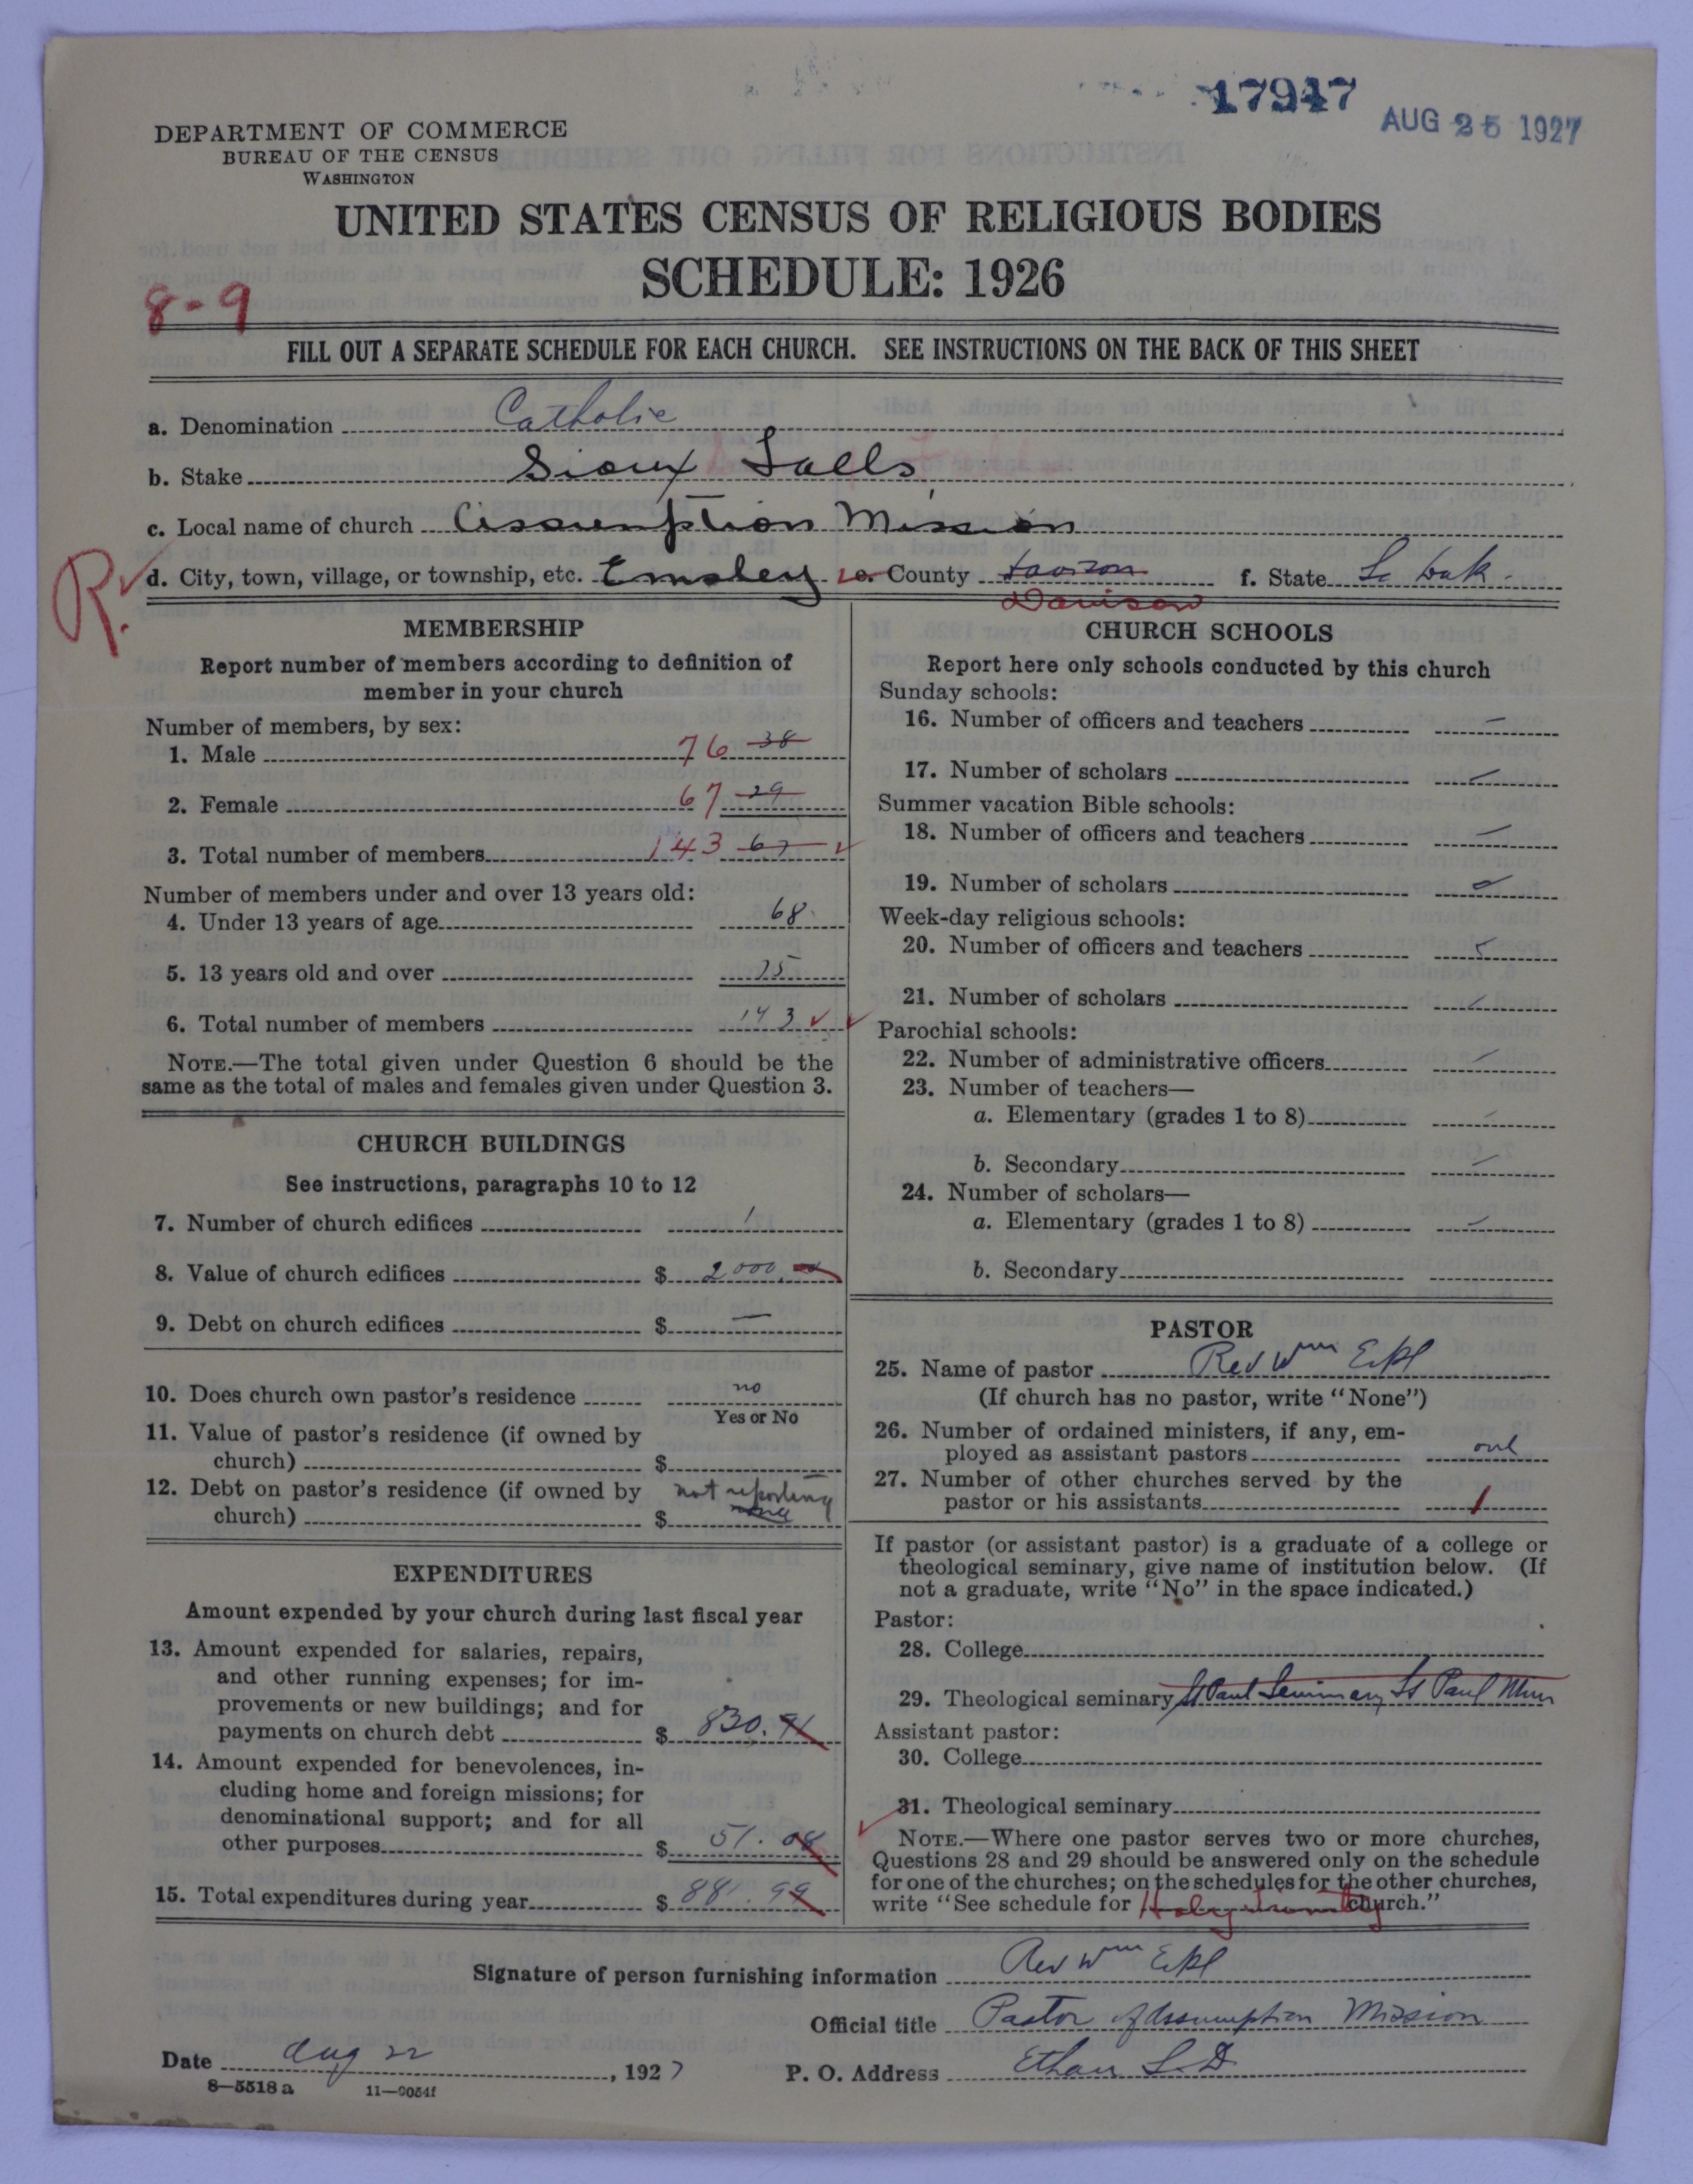 17947
AUG 25 1927
DEPARTMENT OF COMMERCE
BUREAU OF THE CENSUS
WASHINGTON
UNITED STATES CENSUS OF RELIGIOUS BODIES
SCHEDULE: 1926
8-9
FILL OUT A SEPARATE SCHEDULE FOR EACH CHURCH. SEE INSTRUCTIONS ON THE BACK OF THIS SHEET
a. Denomination Catholic
b. Stake Sioux Falls
c. Local name of church Assumption Mission
R. d. City, town, village, or township, etc. Emsley e. County Davison f. State So Dak.
Davison
MEMBERSHIP
Report number of members according to definition of
member in your church
Number of members, by sex:
1. Male 76 38
2. Female 67 29
3. Total number of members 143 67
Number of members under and over 13 years old:
4. Under 13 years of age 68
5. 13 years old and over 75
6. Total number of members 143
NOTE.—The total given under Question 6 should be the
same as the total of males and females given under Question 3.
CHURCH BUILDINGS
See instructions, paragraphs 10 to 12
7. Number of church edifices 1
8. Value of church edifices $ 2000.00
9. Debt on church edifices $ —
10. Does church own pastor's residence no
Yes or No
11. Value of pastor's residence (if owned by
church) $
12. Debt on pastor's residence (if owned by not reporting
church) $ none
EXPENDITURES
Amount expended by your church during last fiscal year
13. Amount expended for salaries, repairs,
and other running expenses; for im-
provements or new buildings; and for
payments on church debt $ 830.91
14. Amount expended for benevolences, in-
cluding home and foreign missions; for
denominational support; and for all
other purposes $ 51.08
15. Total expenditures during year $ 881.99
CHURCH SCHOOLS
Report here only schools conducted by this church
Sunday schools:
16. Number of officers and teachers —
17. Number of scholars
Summer vacation Bible schools:
18. Number of officers and teachers
19. Number of scholars
Week-day religious schools:
20. Number of officers and teachers
21. Number of scholars
Parochial schools:
22. Number of administrative officers
23. Number of teachers—
a. Elementary (grades 1 to 8)
b. Secondary
24. Number of scholars—
a. Elementary (grades 1 to 8)
b. Secondary
PASTOR
25. Name of pastor Rev Wm Ekl
(If church has no pastor, write "None")
26. Number of ordained ministers, if any, em-
ployed as assistant pastors one
27. Number of other churches served by the
pastor or his assistants 1
If pastor (or assistant pastor) is a graduate of a college or
theological seminary, give name of institution below. (If
not a graduate, write "No" in the space indicated.)
Pastor:
28. College
29. Theological seminary St Paul Seminary St Paul Minn
Assistant pastor:
30. College
31. Theological seminary
NOTE.—Where one pastor serves two or more churches,
Questions 28 and 29 should be answered only on the schedule
for one of the churches; on the schedules for the other churches,
write "See schedule for Holy Trinity church."
Signature of person furnishing information Rev Wm Ekl
Official title Pastor of Assumption Mission
Date Aug 22, 1927 P. O. Address Ethan S.D.
8—5518 a 11—9054f